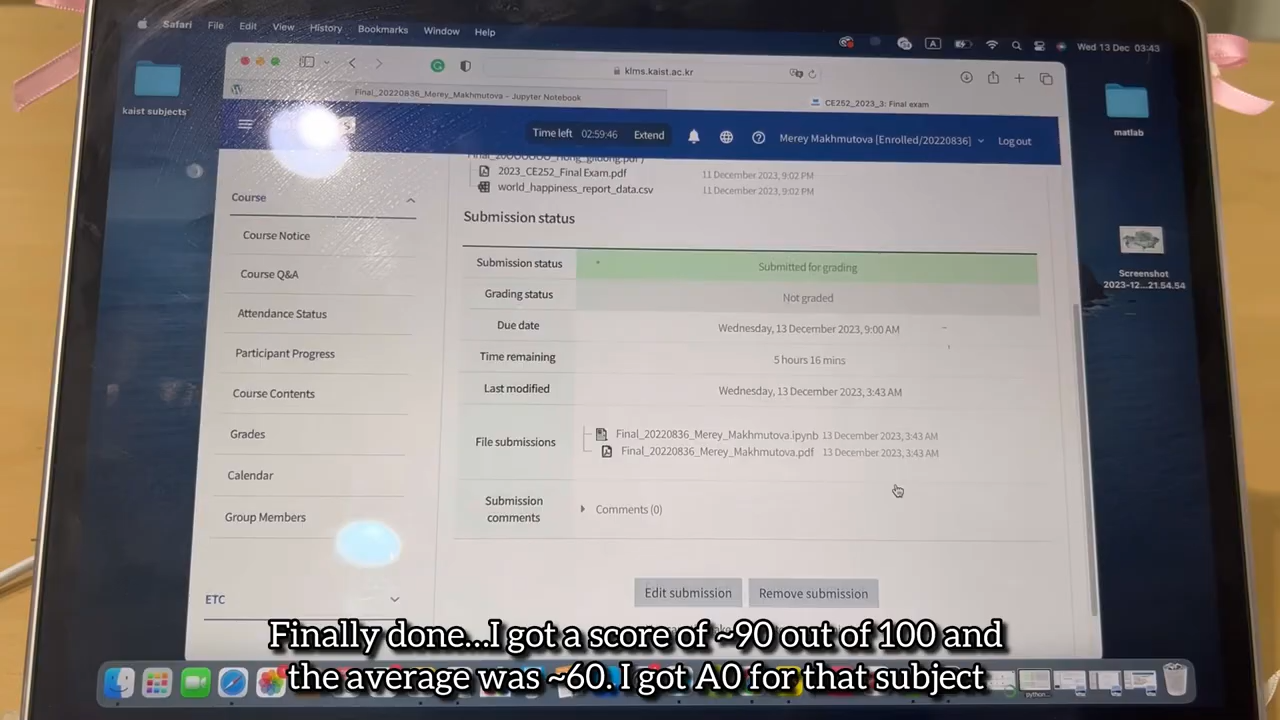 Safari File Edit View History Bookmarks Window Help
A Wed 13 Dec 03:43
klms.kaist.ac.kr
Final_20220836_Merey_Makhmutova – Jupyter Notebook
CE252_2023_3: Final exam
kaist subjects
matlab
Time left 02:59:46 Extend
Merey Makhmutova [Enrolled/20220836] Log out
2023_CE252_Final Exam.pdf 11 December 2023, 9:02 PM
world_happiness_report_data.csv 11 December 2023, 9:02 PM
Course
Course Notice
Course Q&A
Attendance Status
Participant Progress
Course Contents
Grades
Calendar
Group Members
ETC
Submission status
Submission status Submitted for grading
Grading status Not graded
Due date Wednesday, 13 December 2023, 9:00 AM
Time remaining 5 hours 16 mins
Last modified Wednesday, 13 December 2023, 3:43 AM
File submissions
Final_20220836_Merey_Makhmutova.ipynb 13 December 2023, 3:43 AM
Final_20220836_Merey_Makhmutova.pdf 13 December 2023, 3:43 AM
Submission
comments
Comments (0)
Edit submission Remove submission
Screenshot
2023-12...21.54.54
Finally done...I got a score of ~90 out of 100 and
the average was ~60. I got A0 for that subject